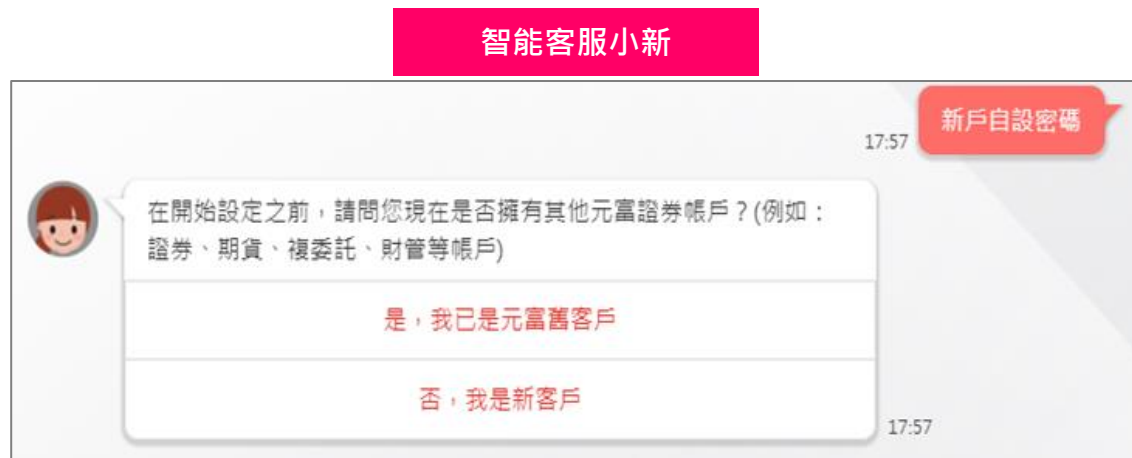 智能客服小新
新戶自設密碼
17:57
在開始設定之前，請問您現在是否擁有其他元富證券帳戶？(例如：
證券、期貨、複委託、財管等帳戶)
是，我已是元富舊客戶
否，我是新客戶
17:57